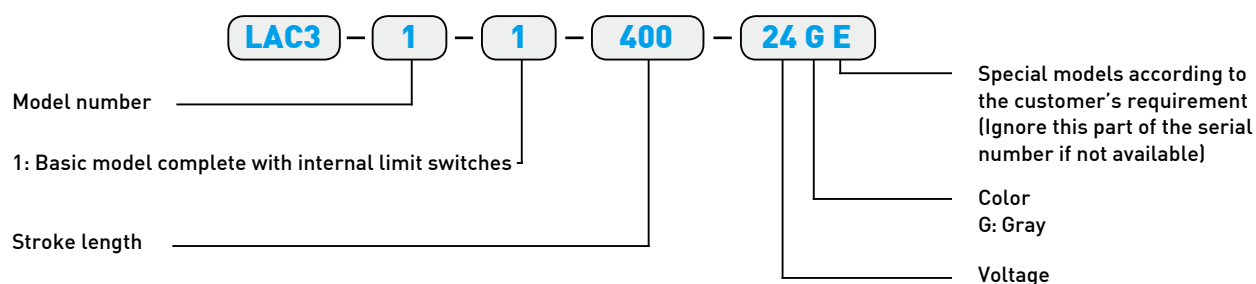 LAC3 – 1 – 1 – 400 – 24 G E
Model number
1: Basic model complete with internal limit switches
Stroke length
Special models according to
the customer’s requirement
(Ignore this part of the serial
number if not available)
Color
G: Gray
Voltage